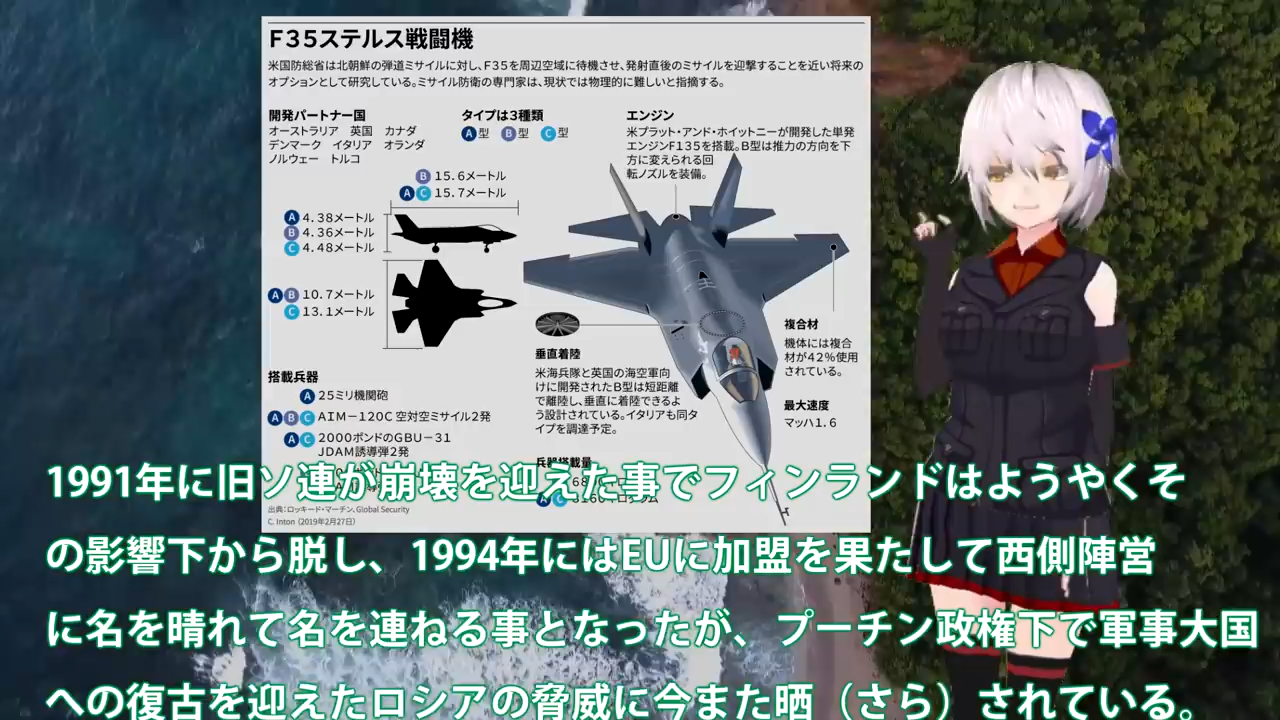 F35ステルス戦闘機
米国防総省は北朝鮮の弾道ミサイルに対し、F35を周辺空域に待機させ、発射直後のミサイルを迎撃することを近い将来の
オプションとして研究している。ミサイル防衛の専門家は、現状では物理的に難しいと指摘する。
開発パートナー国
オーストラリア 英国 カナダ
デンマーク イタリア オランダ
ノルウェー トルコ
タイプは3種類
A型 B型 C型
エンジン
米プラット・アンド・ホイットニーが開発した単発
エンジンF135を搭載。B型は推力の方向を下
方に変えられる回
転ノズルを装備。
B 15.6メートル
A C 15.7メートル
A 4.38メートル
B 4.36メートル
C 4.48メートル
A B 10.7メートル
C 13.1メートル
垂直着陸
米海兵隊と英国の海空軍向
けに開発されたB型は短距離
で離陸し、垂直に着陸できるよ
う設計されている。イタリアも同タ
イプを調達予定。
複合材
機体には複合
材が42%使用
されている。
最大速度
マッハ1.6
搭載兵器
A 25ミリ機関砲
A B C AIM-120C 空対空ミサイル2発
A C 2000ポンドのGBU-31
JDAM誘導弾2発
兵器搭載量
出典：ロッキード・マーチン、Global Security
C. Inton（2019年2月27日）
1991年に旧ソ連が崩壊を迎えた事でフィンランドはようやくそ
の影響下から脱し、1994年にはEUに加盟を果たして西側陣営
に名を晴れて名を連ねる事となったが、プーチン政権下で軍事大国
への復古を迎えたロシアの脅威に今また晒（さら）されている。